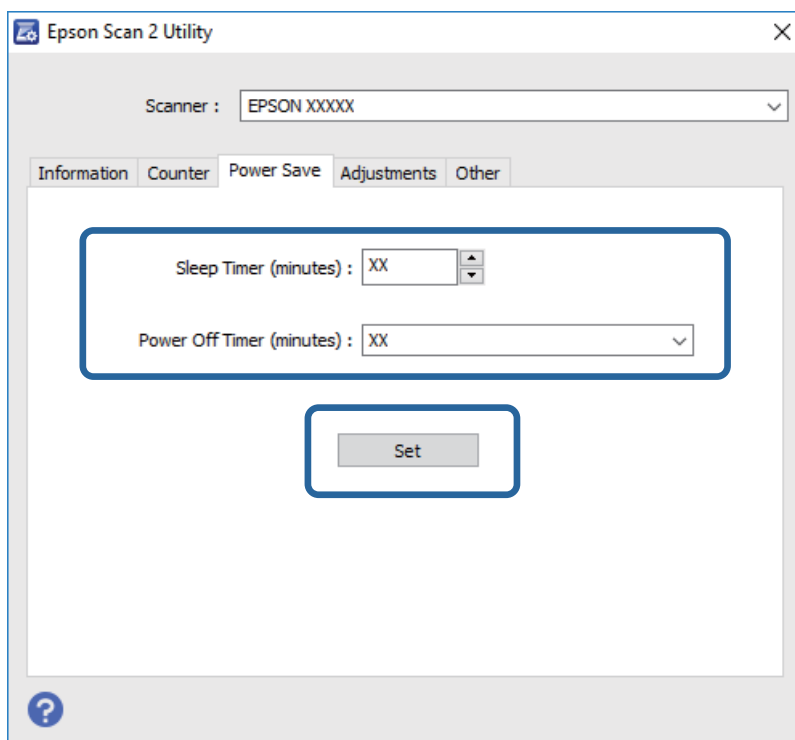 Epson Scan 2 Utility
Scanner : EPSON XXXXX
Information Counter Power Save Adjustments Other
Sleep Timer (minutes) : XX
Power Off Timer (minutes) : XX
Set
?